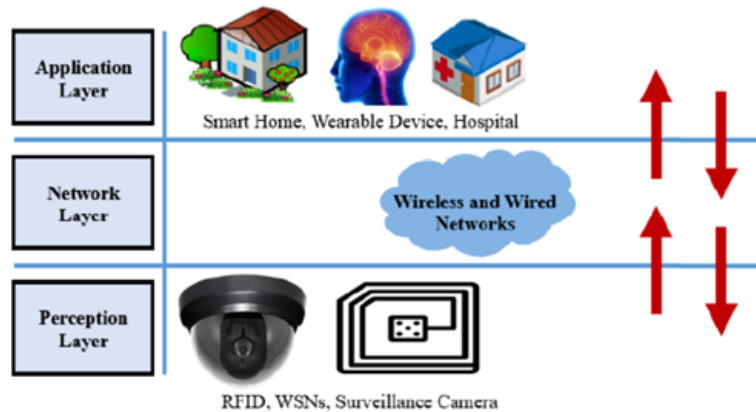 Application
Layer
Smart Home, Wearable Device, Hospital
Network
Layer
Wireless and Wired
Networks
Perception
Layer
RFID, WSNs, Surveillance Camera